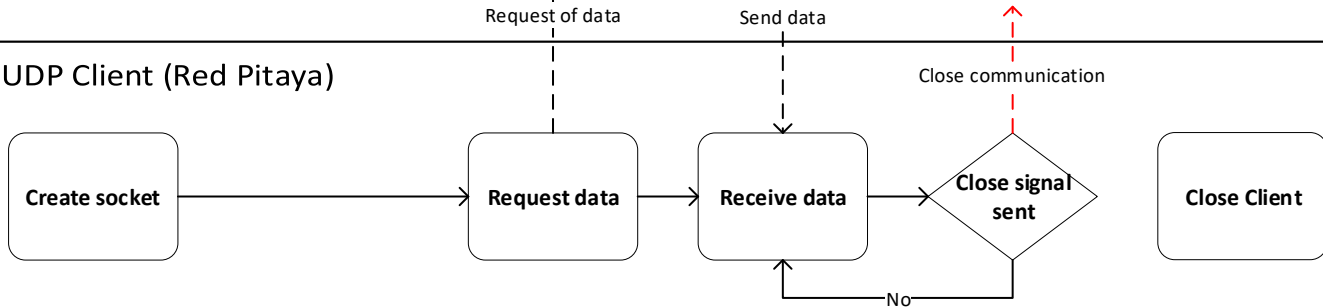 Request of data
Send data
UDP Client (Red Pitaya)
Close communication
Create socket
Request data
Receive data
Close signal
sent
Close Client
No